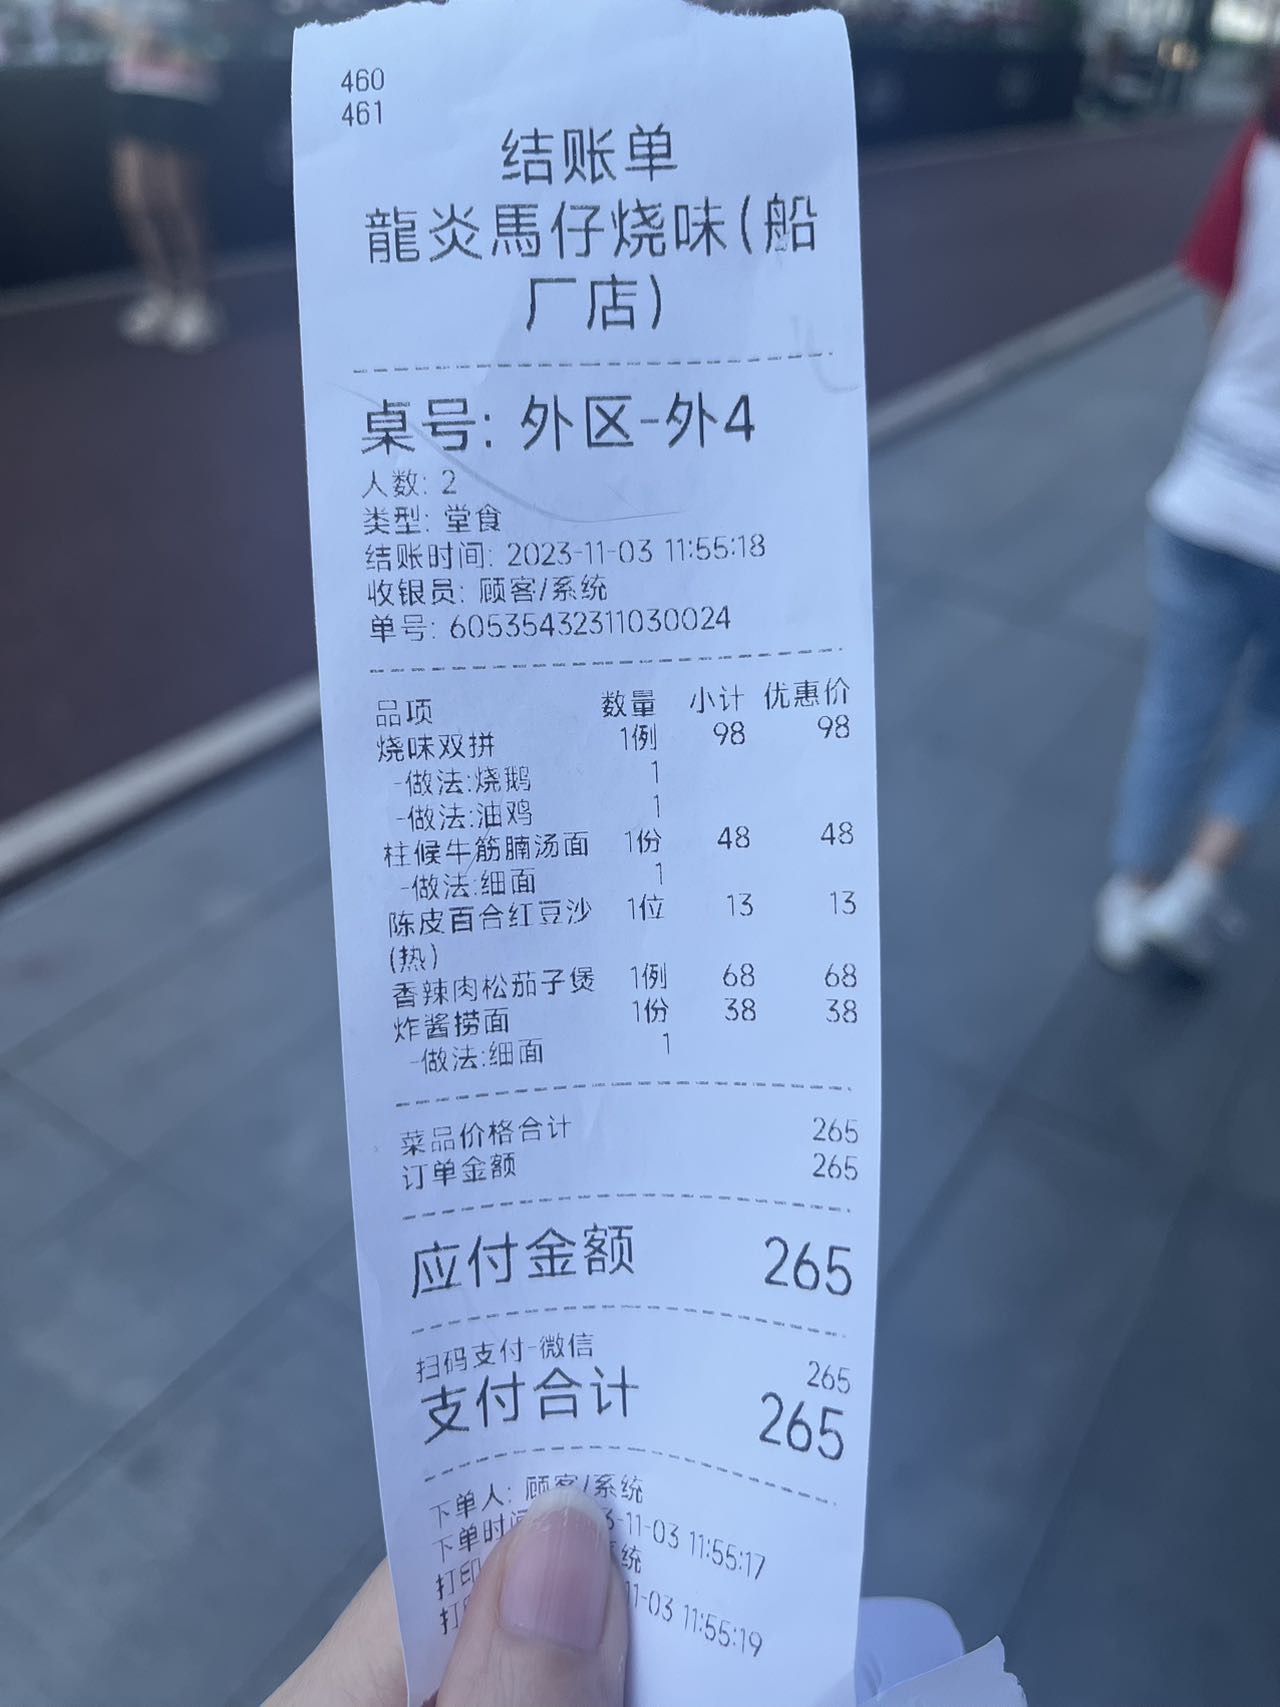 460
461
结账单
龍炎馬仔烧味(船
厂店)
桌号: 外区-外4
人数: 2
类型: 堂食
结账时间: 2023-11-03 11:55:18
收银员: 顾客/系统
单号: 60535432311030024
品项 数量 小计 优惠价
烧味双拼 1例 98 98
-做法:烧鹅 1
-做法:油鸡 1
柱候牛筋腩汤面 1份 48 48
-做法:细面 1
陈皮百合红豆沙 1位 13 13
(热)
香辣肉松茄子煲 1例 68 68
炸酱捞面 1份 38 38
-做法:细面 1
菜品价格合计 265
订单金额 265
应付金额 265
扫码支付-微信 265
支付合计 265
下单人: 顾客/系统
下单时间 3-11-03 11:55:17
打印 系统
打 11-03 11:55:19